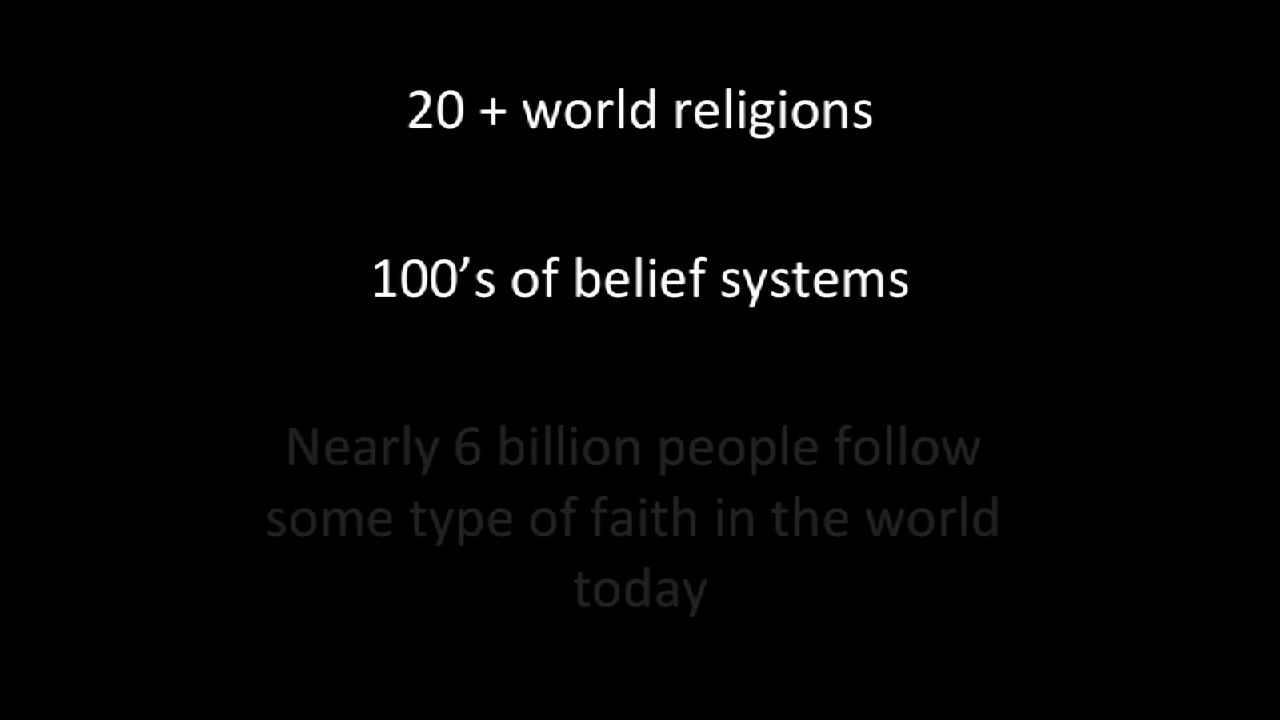 20 + world religions
100’s of belief systems
Nearly 6 billion people follow
some type of faith in the world
today